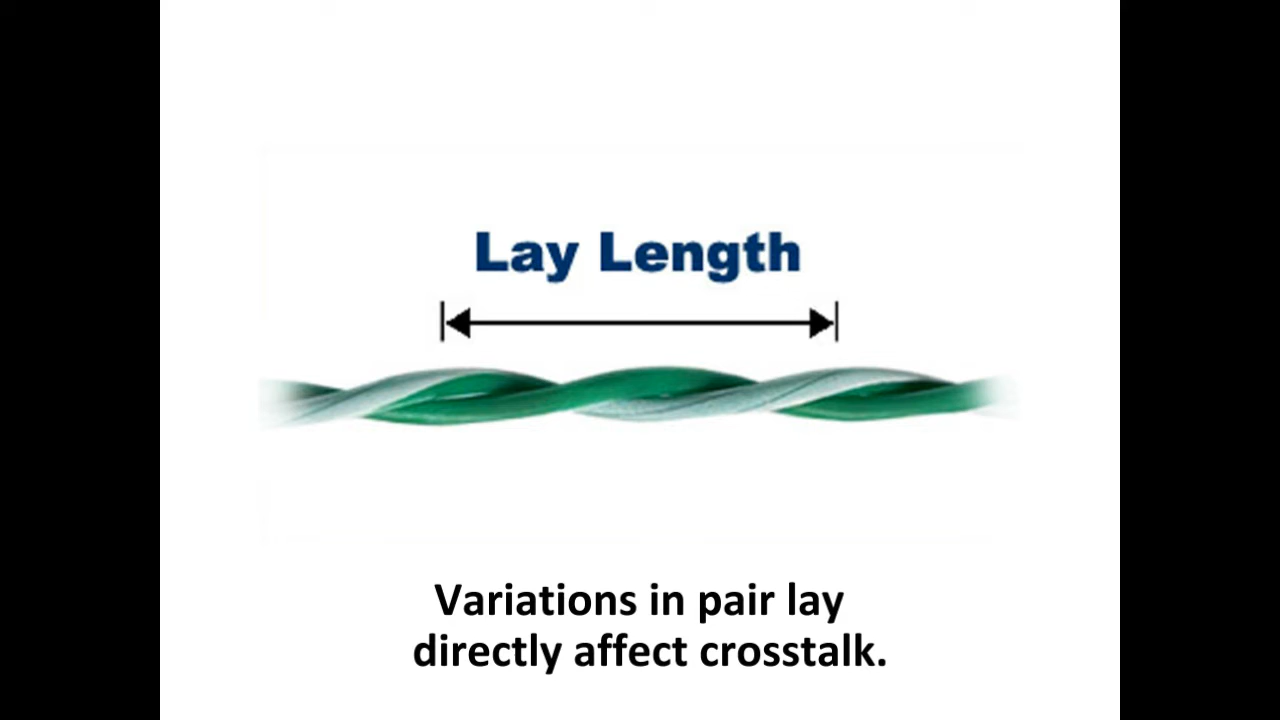 Lay Length
Variations in pair lay
directly affect crosstalk.